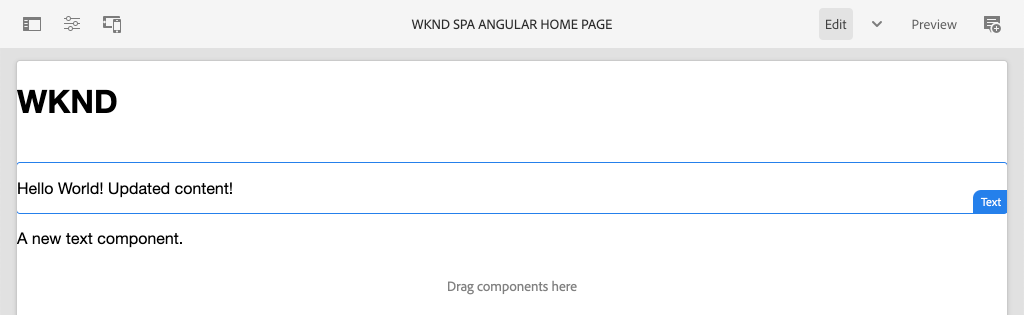 WKND SPA ANGULAR HOME PAGE
Edit
Preview
WKND
Hello World! Updated content!
Text
A new text component.
Drag components here